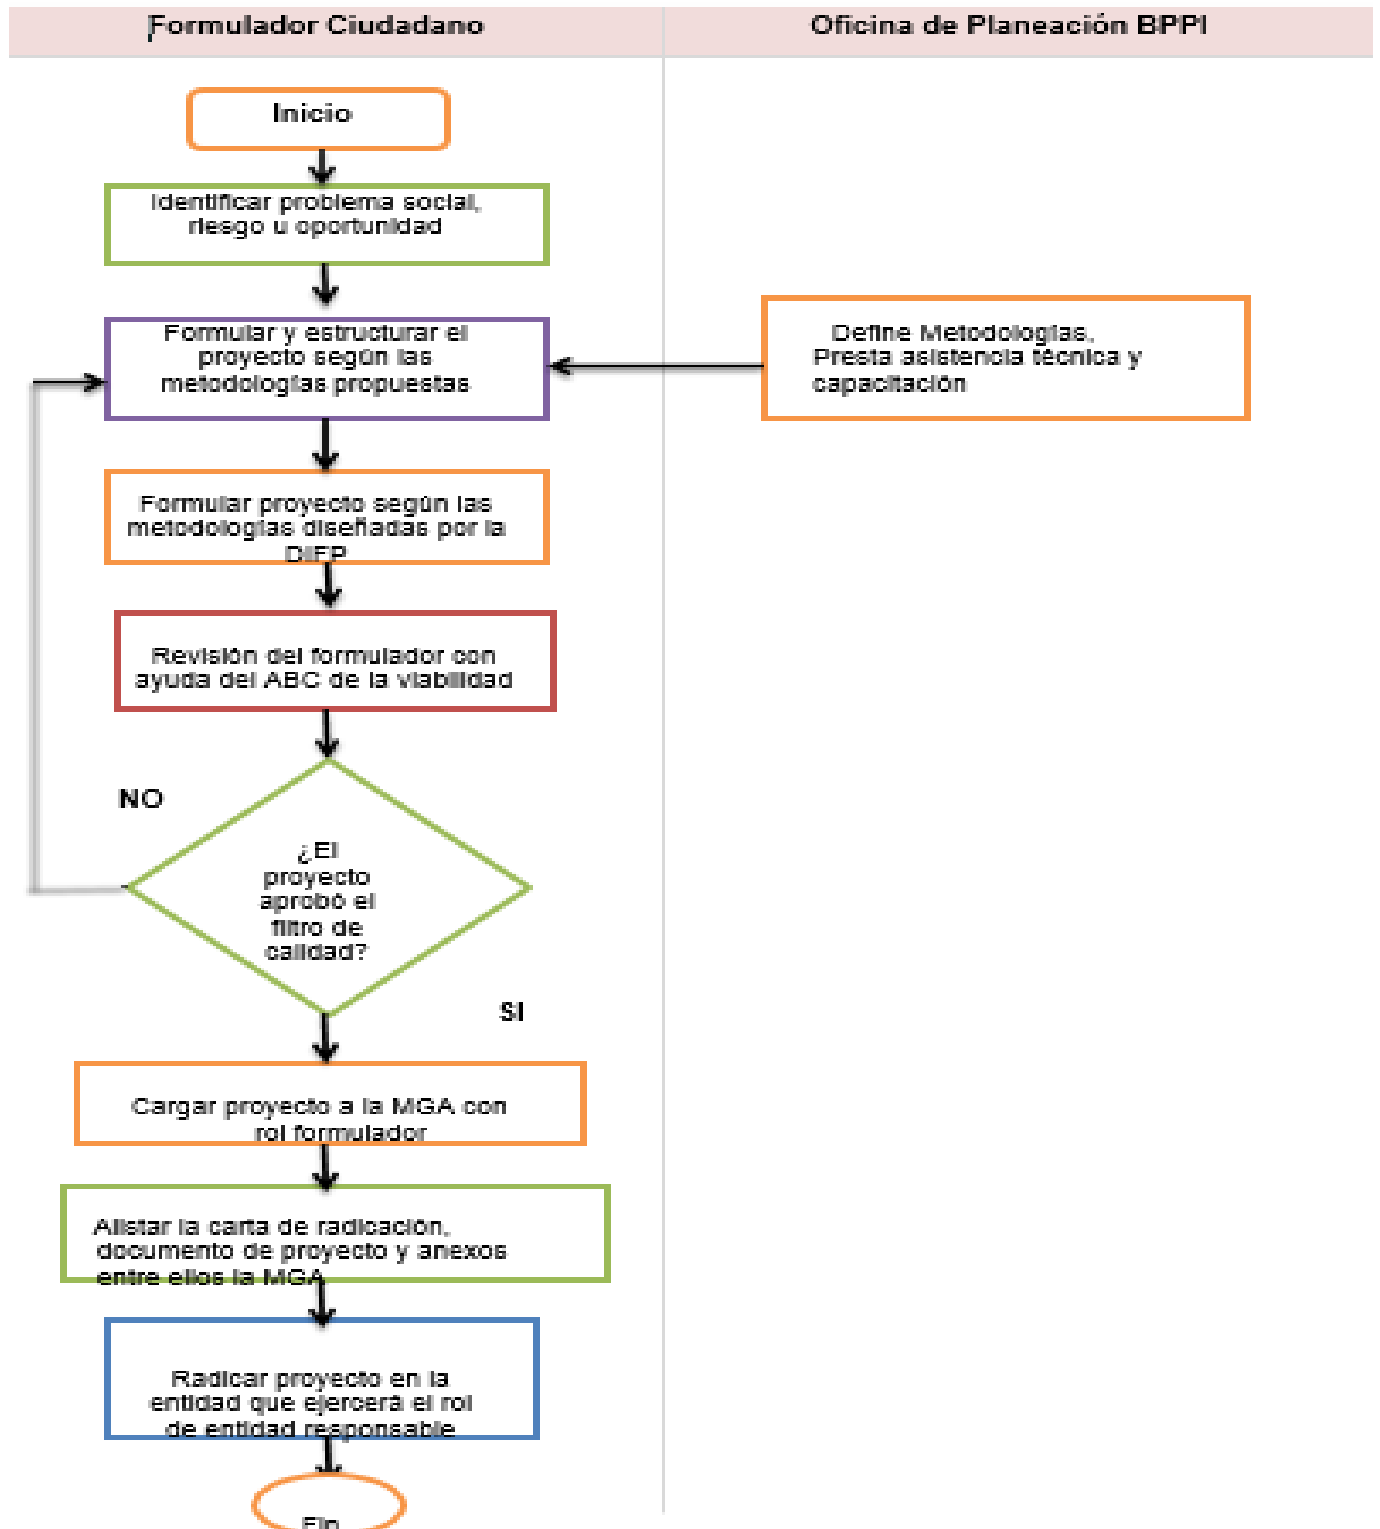 Formulador Ciudadano
Oficina de Planeación BPPI
Inicio
Identificar problema social,
riesgo u oportunidad
Formular y estructurar el
proyecto según las
metodologías propuestas
Define Metodologías,
Presta asistencia técnica y
capacitación
Formular proyecto según las
metodologías diseñadas por la
DIFP
Revisión del formulador con
ayuda del ABC de la viabilidad
NO
¿El
proyecto
aprobó el
filtro de
calidad?
SI
Cargar proyecto a la MGA con
rol formulador
Alistar la carta de radicación,
documento de proyecto y anexos
entre ellos la MGA
Radicar proyecto en la
entidad que ejercerá el rol
de entidad responsable
Fin